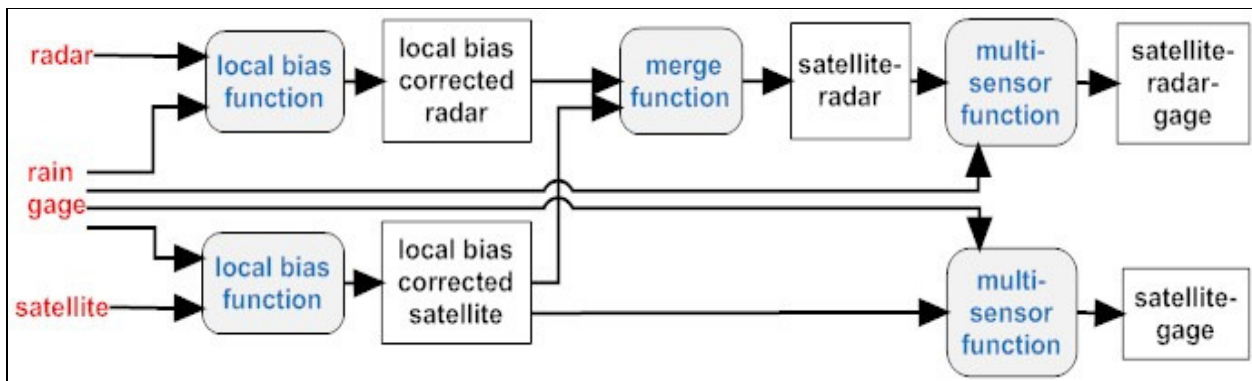 radar
local bias
function
local bias
corrected
radar
merge
function
satellite-
radar
multi-
sensor
function
satellite-
radar-
gage
rain
gage
satellite
local bias
function
local bias
corrected
satellite
multi-
sensor
function
satellite-
gage